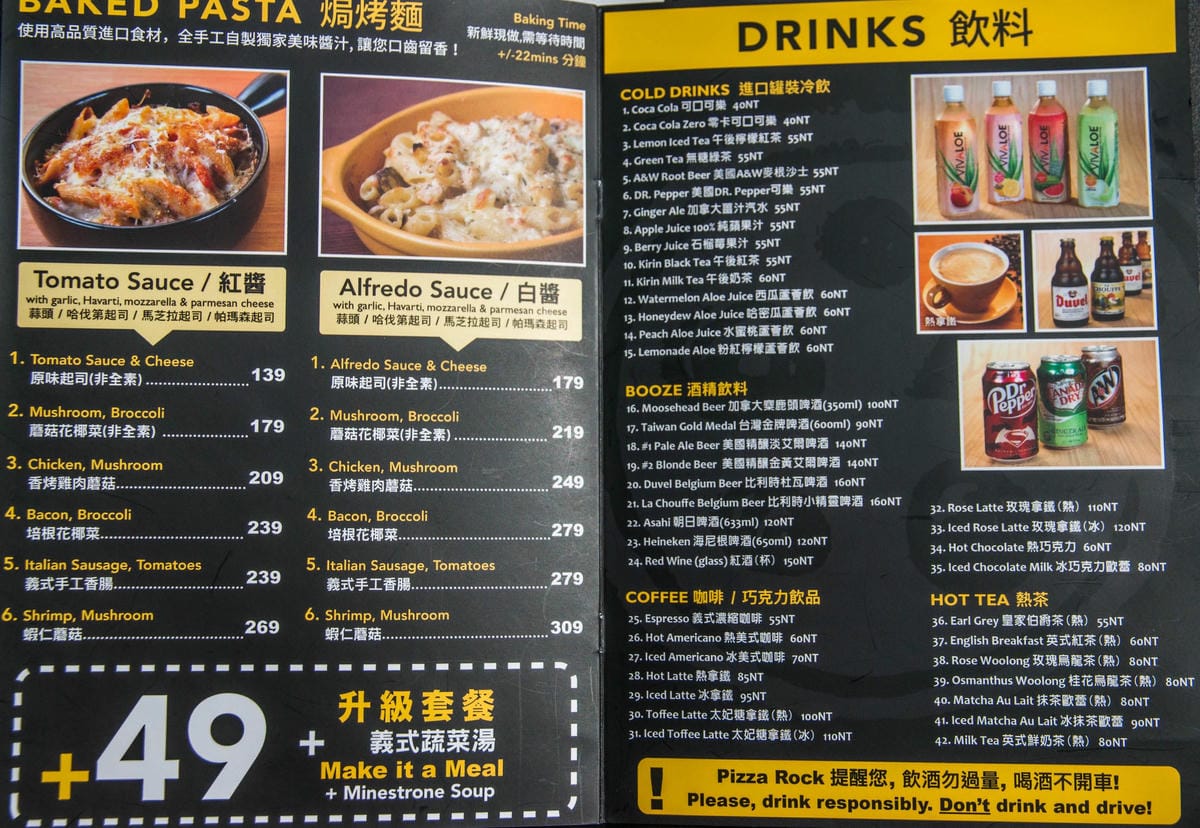 BAKED PASTA 焗烤麵
使用高品質進口食材，全手工自製獨家美味醬汁，讓您口齒留香！
Baking Time
新鮮現做,需等待時間
+/-22mins 分鐘
Tomato Sauce / 紅醬
with garlic, Havarti, mozzarella & parmesan cheese
蒜頭 / 哈伐第起司 / 馬芝拉起司 / 帕瑪森起司
1. Tomato Sauce & Cheese
原味起司(非全素)..................139
2. Mushroom, Broccoli
蘑菇花椰菜(非全素)..................179
3. Chicken, Mushroom
香烤雞肉蘑菇..................209
4. Bacon, Broccoli
培根花椰菜..................239
5. Italian Sausage, Tomatoes
義式手工香腸..................239
6. Shrimp, Mushroom
蝦仁蘑菇..................269
Alfredo Sauce / 白醬
with garlic, Havarti, mozzarella & parmesan cheese
蒜頭 / 哈伐第起司 / 馬芝拉起司 / 帕瑪森起司
1. Alfredo Sauce & Cheese
原味起司(非全素)..................179
2. Mushroom, Broccoli
蘑菇花椰菜(非全素)..................219
3. Chicken, Mushroom
香烤雞肉蘑菇..................249
4. Bacon, Broccoli
培根花椰菜..................279
5. Italian Sausage, Tomatoes
義式手工香腸..................279
6. Shrimp, Mushroom
蝦仁蘑菇..................309
+49
升級套餐
+ 義式蔬菜湯
Make it a Meal
+ Minestrone Soup
DRINKS 飲料
COLD DRINKS 進口罐裝冷飲
1. Coca Cola 可口可樂 40NT
2. Coca Cola Zero 零卡可口可樂 40NT
3. Lemon Iced Tea 午後檸檬紅茶 55NT
4. Green Tea 無糖綠茶 55NT
5. A&W Root Beer 美國A&W麥根沙士 55NT
6. DR. Pepper 美國DR. Pepper可樂 55NT
7. Ginger Ale 加拿大薑汁汽水 55NT
8. Apple Juice 100% 純蘋果汁 55NT
9. Berry Juice 石榴莓果汁 55NT
10. Kirin Black Tea 午後紅茶 55NT
11. Kirin Milk Tea 午後奶茶 60NT
12. Watermelon Aloe Juice 西瓜蘆薈飲 60NT
13. Honeydew Aloe Juice 哈密瓜蘆薈飲 60NT
14. Peach Aloe Juice 水蜜桃蘆薈飲 60NT
15. Lemonade Aloe 粉紅檸檬蘆薈飲 60NT
BOOZE 酒精飲料
16. Moosehead Beer 加拿大麋鹿頭啤酒(350ml) 100NT
17. Taiwan Gold Medal 台灣金牌啤酒(600ml) 90NT
18. #1 Pale Ale Beer 美國精釀淡艾爾啤酒 140NT
19. #2 Blonde Beer 美國精釀金黃艾爾啤酒 140NT
20. Duvel Belgium Beer 比利時杜瓦啤酒 160NT
21. La Chouffe Belgium Beer 比利時小精靈啤酒 160NT
22. Asahi 朝日啤酒(633ml) 120NT
23. Heineken 海尼根啤酒(650ml) 120NT
24. Red Wine (glass) 紅酒(杯) 150NT
COFFEE 咖啡 / 巧克力飲品
25. Espresso 義式濃縮咖啡 55NT
26. Hot Americano 熱美式咖啡 60NT
27. Iced Americano 冰美式咖啡 70NT
28. Hot Latte 熱拿鐵 85NT
29. Iced Latte 冰拿鐵 95NT
30. Toffee Latte 太妃糖拿鐵(熱) 100NT
31. Iced Toffee Latte 太妃糖拿鐵(冰) 110NT
VIVALOE
VIVALOE
VIVALOE
VIVALOE
熱拿鐵
Duvel
Duvel
Dr Pepper
CANADA DRY
GINGER ALE
A&W
32. Rose Latte 玫瑰拿鐵(熱) 110NT
33. Iced Rose Latte 玫瑰拿鐵(冰) 120NT
34. Hot Chocolate 熱巧克力 60NT
35. Iced Chocolate Milk 冰巧克力歐蕾 80NT
HOT TEA 熱茶
36. Earl Grey 皇家伯爵茶(熱) 55NT
37. English Breakfast 英式紅茶(熱) 60NT
38. Rose Woolong 玫瑰烏龍茶(熱) 80NT
39. Osmanthus Woolong 桂花烏龍茶(熱) 80NT
40. Matcha Au Lait 抹茶歐蕾(熱) 80NT
41. Iced Matcha Au Lait 冰抹茶歐蕾 90NT
42. Milk Tea 英式鮮奶茶(熱) 80NT
! Pizza Rock 提醒您, 飲酒勿過量, 喝酒不開車!
Please, drink responsibly. Don't drink and drive!